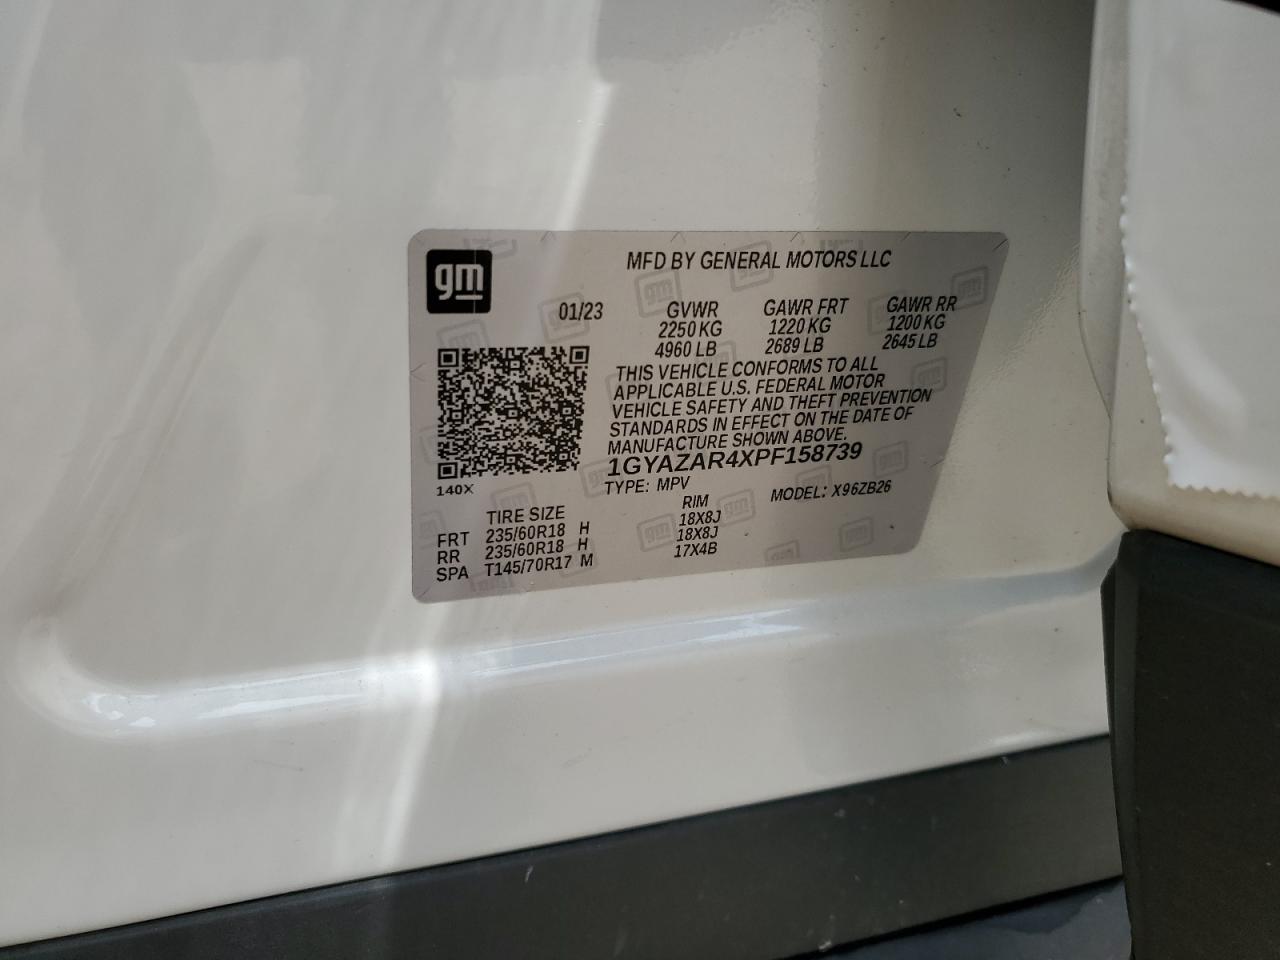 gm
MFD BY GENERAL MOTORS LLC
01/23 GVWR GAWR FRT GAWR RR
2250 KG 1220 KG 1200 KG
4960 LB 2689 LB 2645 LB
THIS VEHICLE CONFORMS TO ALL
APPLICABLE U.S. FEDERAL MOTOR
VEHICLE SAFETY AND THEFT PREVENTION
STANDARDS IN EFFECT ON THE DATE OF
MANUFACTURE SHOWN ABOVE.
1GYAZAR4XPF158739
140X
TYPE: MPV MODEL: X96ZB26
TIRE SIZE RIM
FRT 235/60R18 H 18X8J
RR 235/60R18 H 18X8J
SPA T145/70R17 M 17X4B